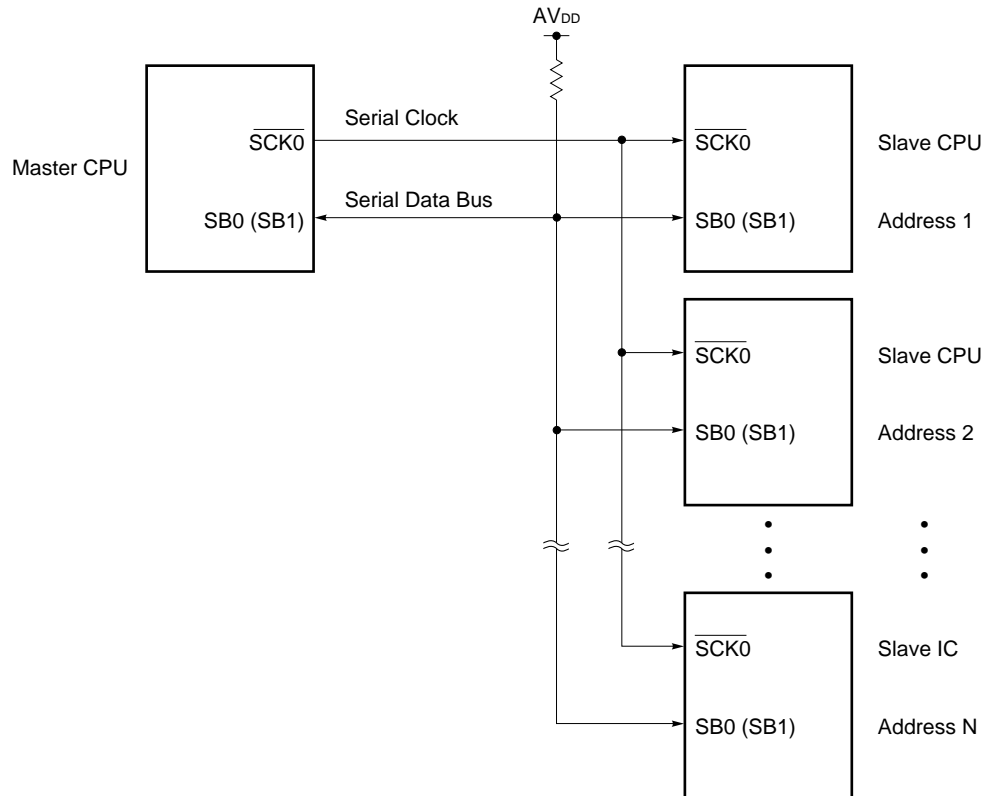 AVDD
Serial Clock
SCK0
SCK0
Slave CPU
Master CPU
Serial Data Bus
SB0 (SB1)
SB0 (SB1)
Address 1
SCK0
Slave CPU
SB0 (SB1)
Address 2
SCK0
Slave IC
SB0 (SB1)
Address N